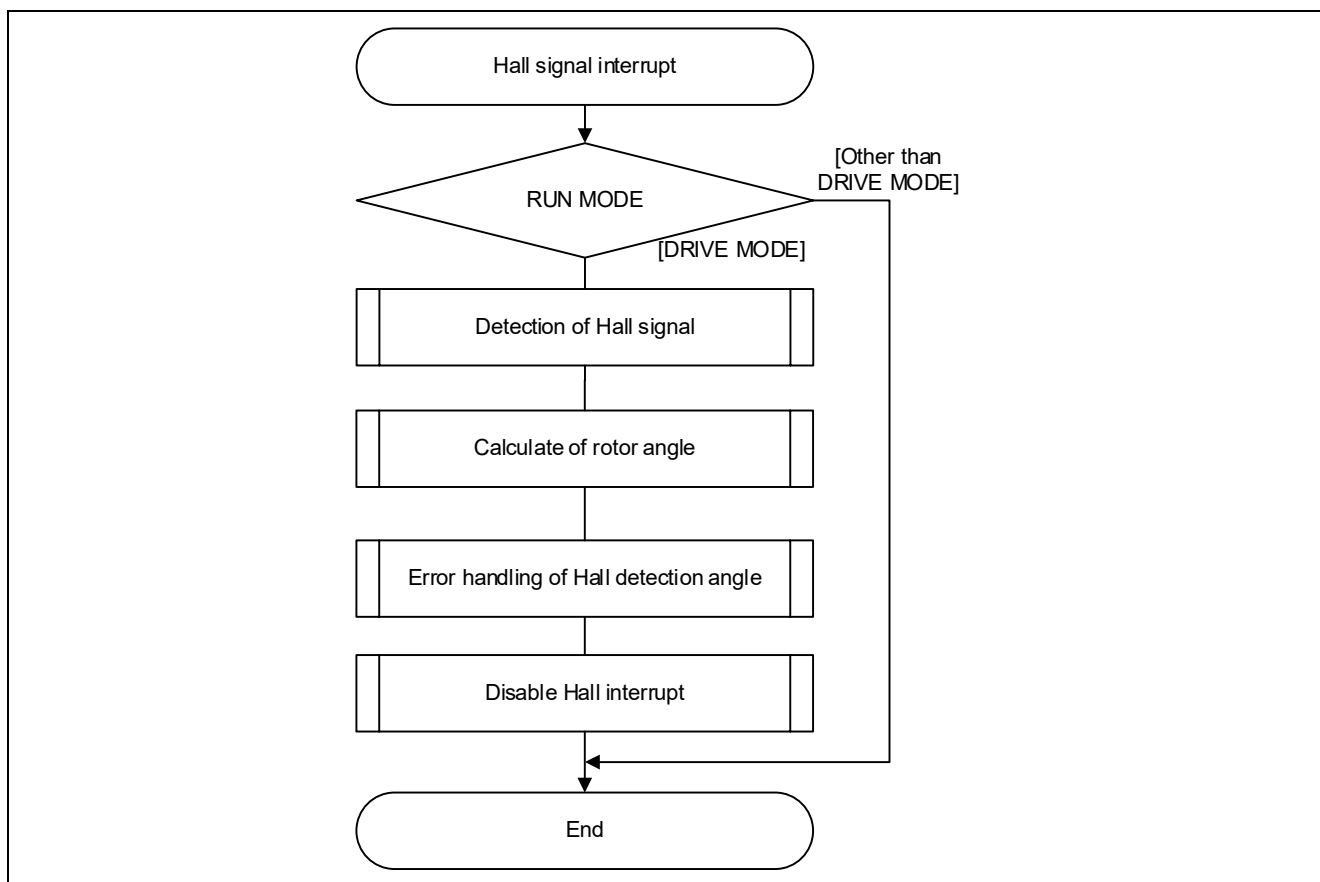 Hall signal interrupt
[Other than
DRIVE MODE]
RUN MODE
[DRIVE MODE]
Detection of Hall signal
Calculate of rotor angle
Error handling of Hall detection angle
Disable Hall interrupt
End